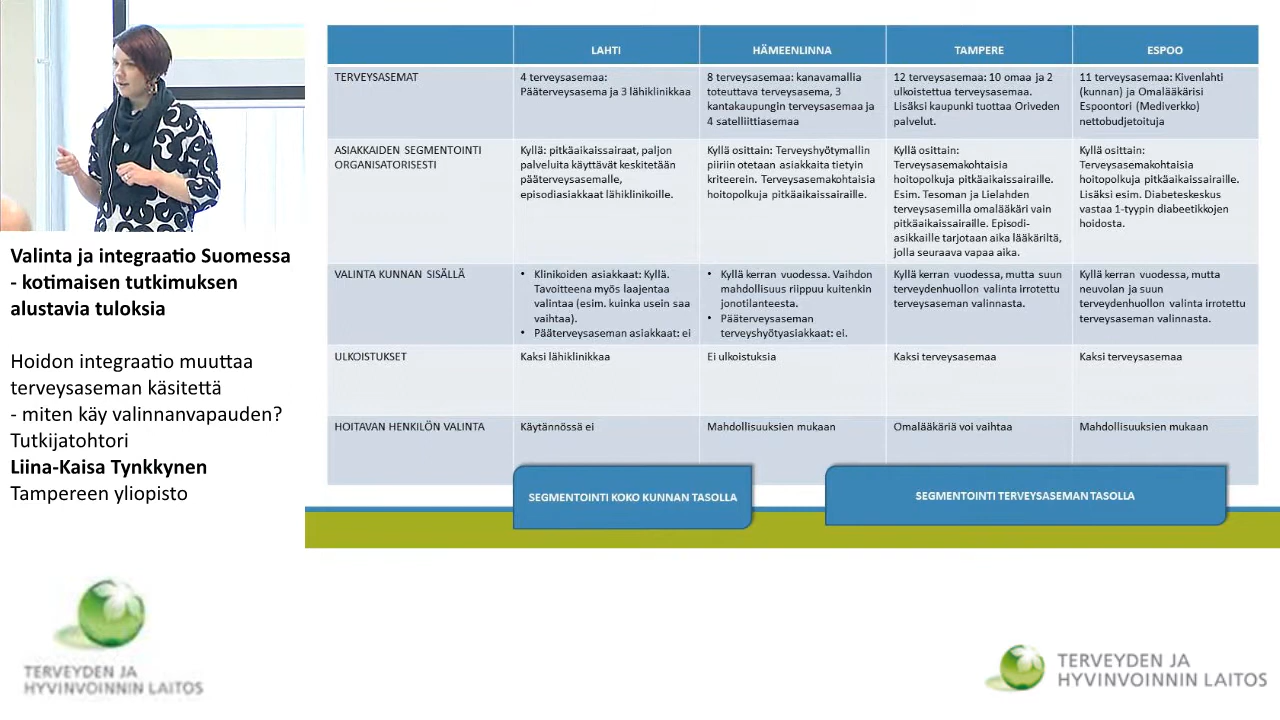 Valinta ja integraatio Suomessa
- kotimaisen tutkimuksen
alustavia tuloksia
Hoidon integraatio muuttaa
terveysaseman käsitettä
- miten käy valinnanvapauden?
Tutkijatohtori
Liina-Kaisa Tynkkynen
Tampereen yliopisto
LAHTI
HÄMEENLINNA
TAMPERE
ESPOO
TERVEYSASEMAT
4 terveysasemaa:
Pääterveysasema ja 3 lähiklinikkaa
8 terveysasemaa: kanavamallia
toteuttava terveysasema, 3
kantakaupungin terveysasemaa ja
4 satelliittiasemaa
12 terveysasemaa: 10 omaa ja 2
ulkoistettua terveysasemaa.
Lisäksi kaupunki tuottaa Oriveden
palvelut.
11 terveysasemaa: Kivenlahti
(kunnan) ja Omalääkärisi
Espoontori (Mediverkko)
nettobudjetoituja
ASIAKKAIDEN SEGMENTOINTI
ORGANISATORISESTI
Kyllä: pitkäaikaissairaat, paljon
palveluita käyttävät keskitetään
pääterveysasemalle,
episodiasiakkaat lähiklinikoille.
Kyllä osittain: Terveyshyötymallin
piiriin otetaan asiakkaita tietyin
kriteerein. Terveysasemakohtaisia
hoitopolkuja pitkäaikaissairaille.
Kyllä osittain:
Terveysasemakohtaisia
hoitopolkuja pitkäaikaissairaille.
Esim. Tesoman ja Lielahden
terveysasemilla omalääkäri vain
pitkäaikaissairaille. Episodi-
asikkaille tarjotaan aika lääkäriltä,
jolla seuraava vapaa aika.
Kyllä osittain:
Terveysasemakohtaisia
hoitopolkuja pitkäaikaissairaille.
Lisäksi esim. Diabeteskeskus
vastaa 1-tyypin diabeetikkojen
hoidosta.
VALINTA KUNNAN SISÄLLÄ
• Klinikoiden asiakkaat: Kyllä.
Tavoitteena myös laajentaa
valintaa (esim. kuinka usein saa
vaihtaa).
• Pääterveysaseman asiakkaat: ei
• Kyllä kerran vuodessa. Vaihdon
mahdollisuus riippuu kuitenkin
jonotilanteesta.
• Pääterveysaseman
terveyshyötyasiakkaat: ei.
Kyllä kerran vuodessa, mutta suun
terveydenhuollon valinta irrotettu
terveysaseman valinnasta.
Kyllä kerran vuodessa, mutta
neuvolan ja suun
terveydenhuollon valinta irrotettu
terveysaseman valinnasta.
ULKOISTUKSET
Kaksi lähiklinikkaa
Ei ulkoistuksia
Kaksi terveysasemaa
Kaksi terveysasemaa
HOITAVAN HENKILÖN VALINTA
Käytännössä ei
Mahdollisuuksien mukaan
Omalääkäriä voi vaihtaa
Mahdollisuuksien mukaan
SEGMENTOINTI KOKO KUNNAN TASOLLA
SEGMENTOINTI TERVEYSASEMAN TASOLLA
TERVEYDEN JA
HYVINVOINNIN LAITOS
TERVEYDEN JA
HYVINVOINNIN LAITOS